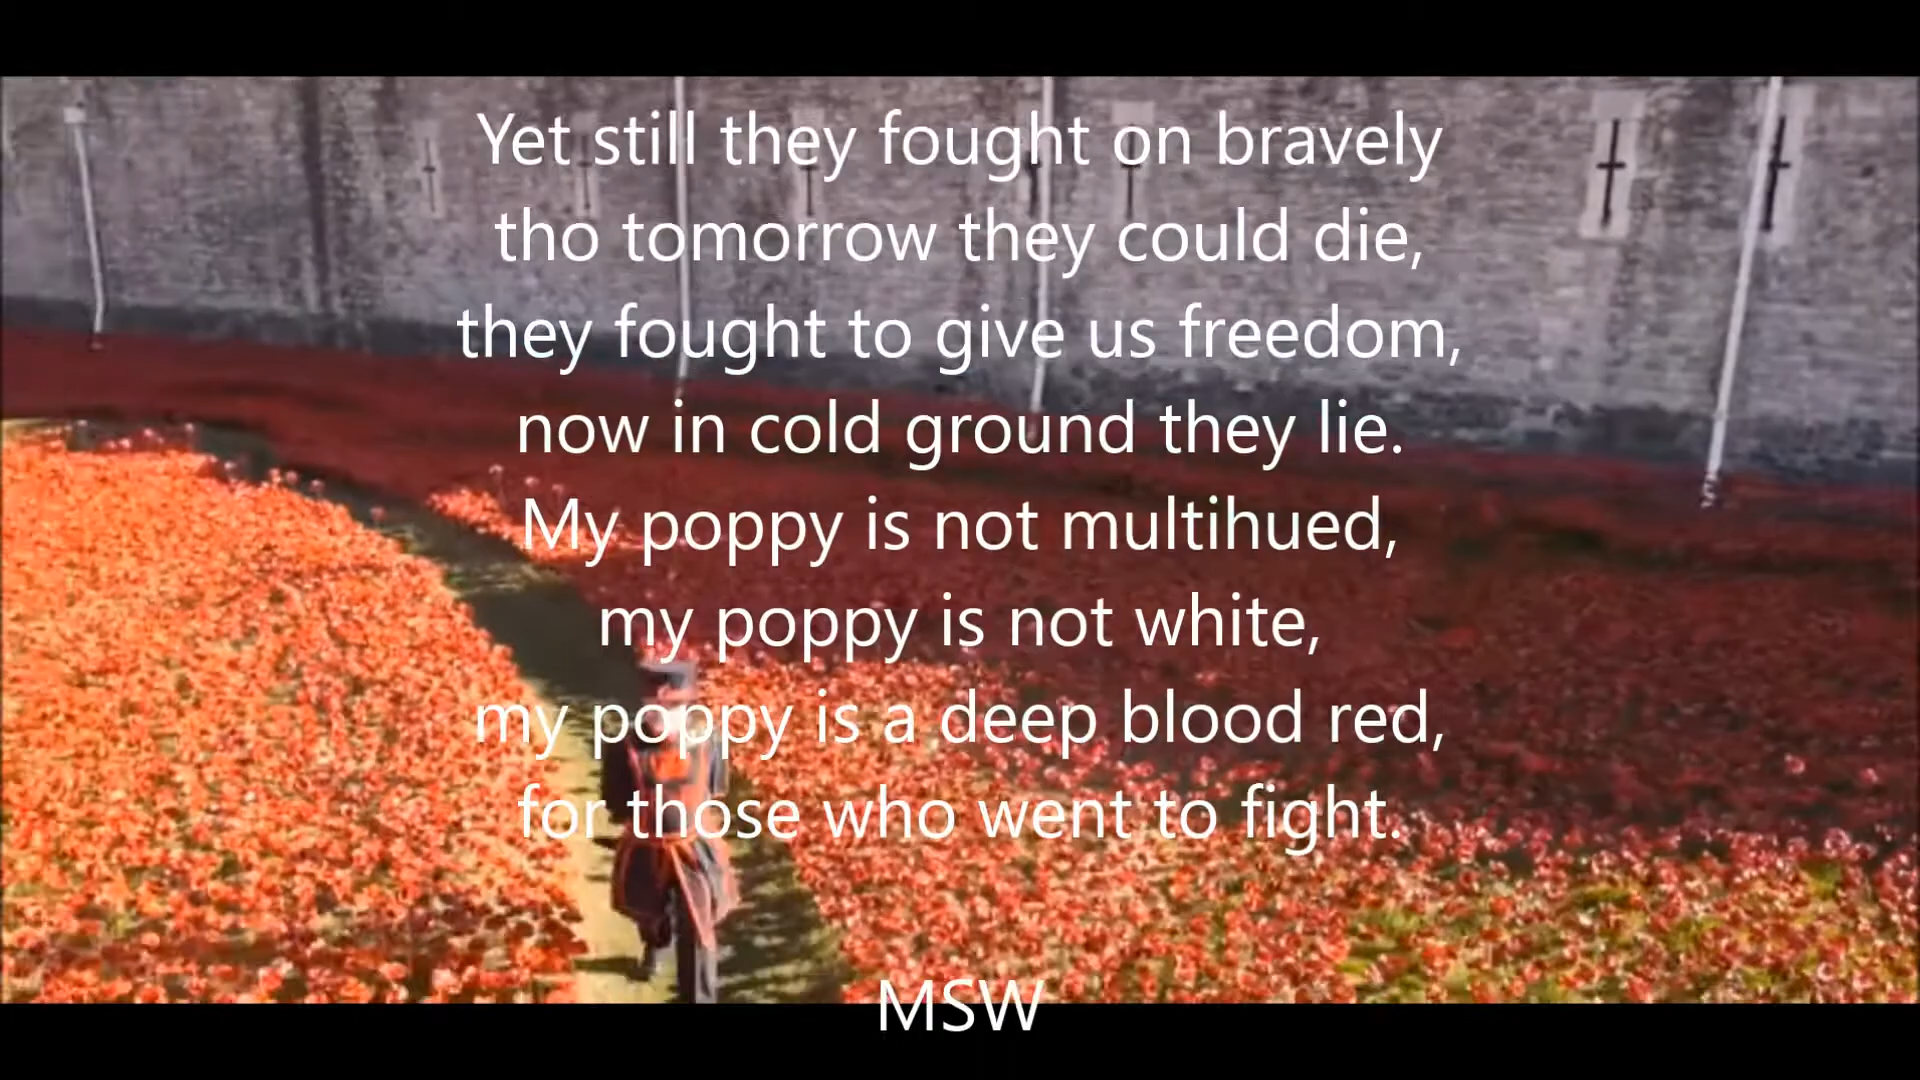 Yet still they fought on bravely
tho tomorrow they could die,
they fought to give us freedom,
now in cold ground they lie.
My poppy is not multihued,
my poppy is not white,
my poppy is a deep blood red,
for those who went to fight.
MSW